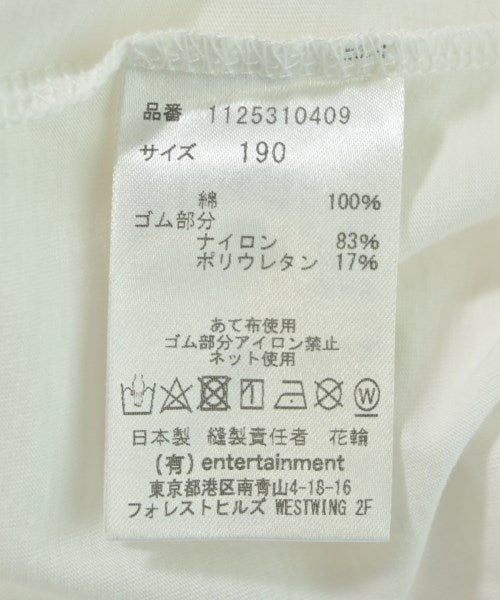 品番 1125310409
サイズ 190
綿 100%
ゴム部分
ナイロン 83%
ポリウレタン 17%
あて布使用
ゴム部分アイロン禁止
ネット使用
W
日本製 縫製責任者 花輪
(有) entertainment
東京都港区南青山4-18-16
フォレストヒルズ WESTWING 2F